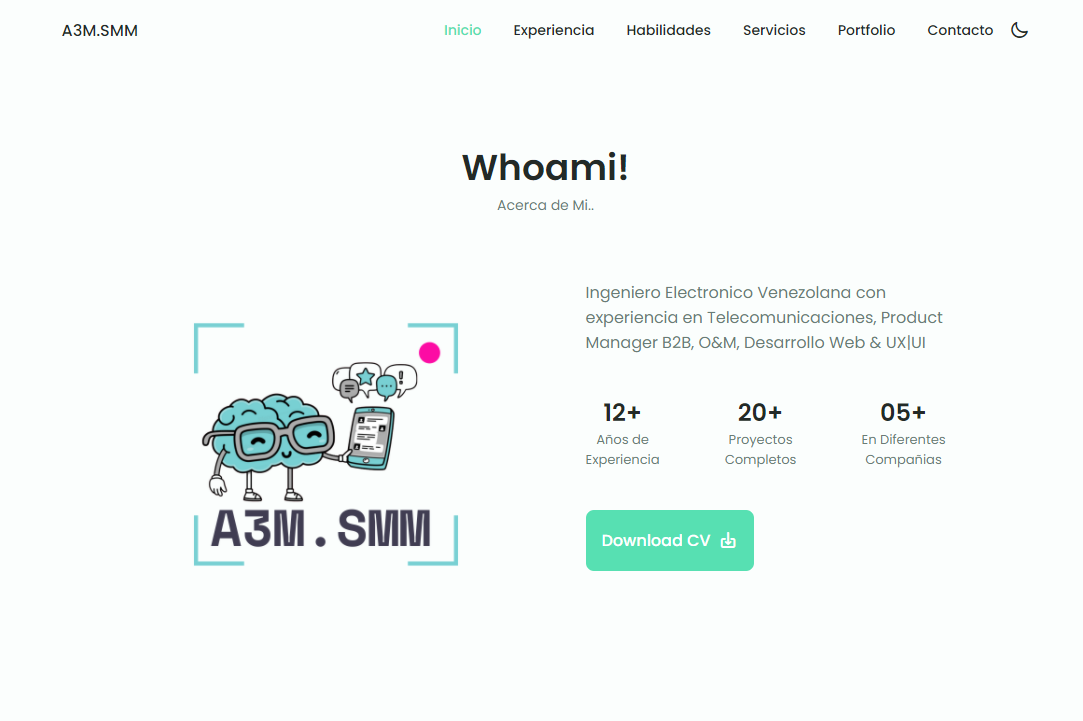 A3M.SMM
Inicio Experiencia Habilidades Servicios Portfolio Contacto
Whoami!
Acerca de Mi..
Ingeniero Electronico Venezolana con
experiencia en Telecomunicaciones, Product
Manager B2B, O&M, Desarrollo Web & UX|UI
A3M.SMM
12+ 20+ 05+
Años de Proyectos En Diferentes
Experiencia Completos Compañias
Download CV